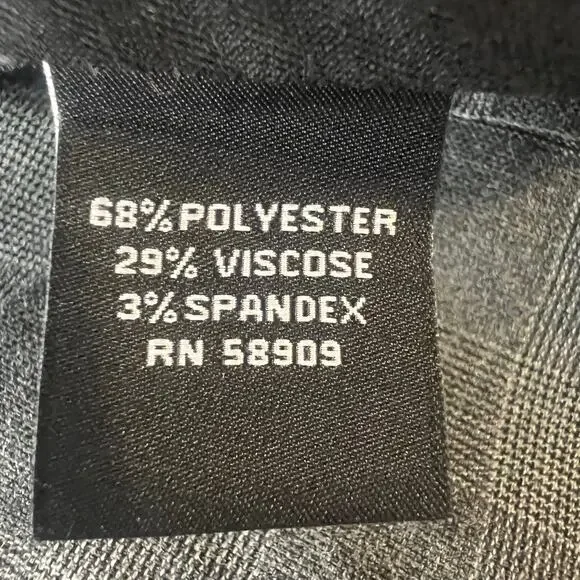 68% POLYESTER
29% VISCOSE
3% SPANDEX
RN 58909